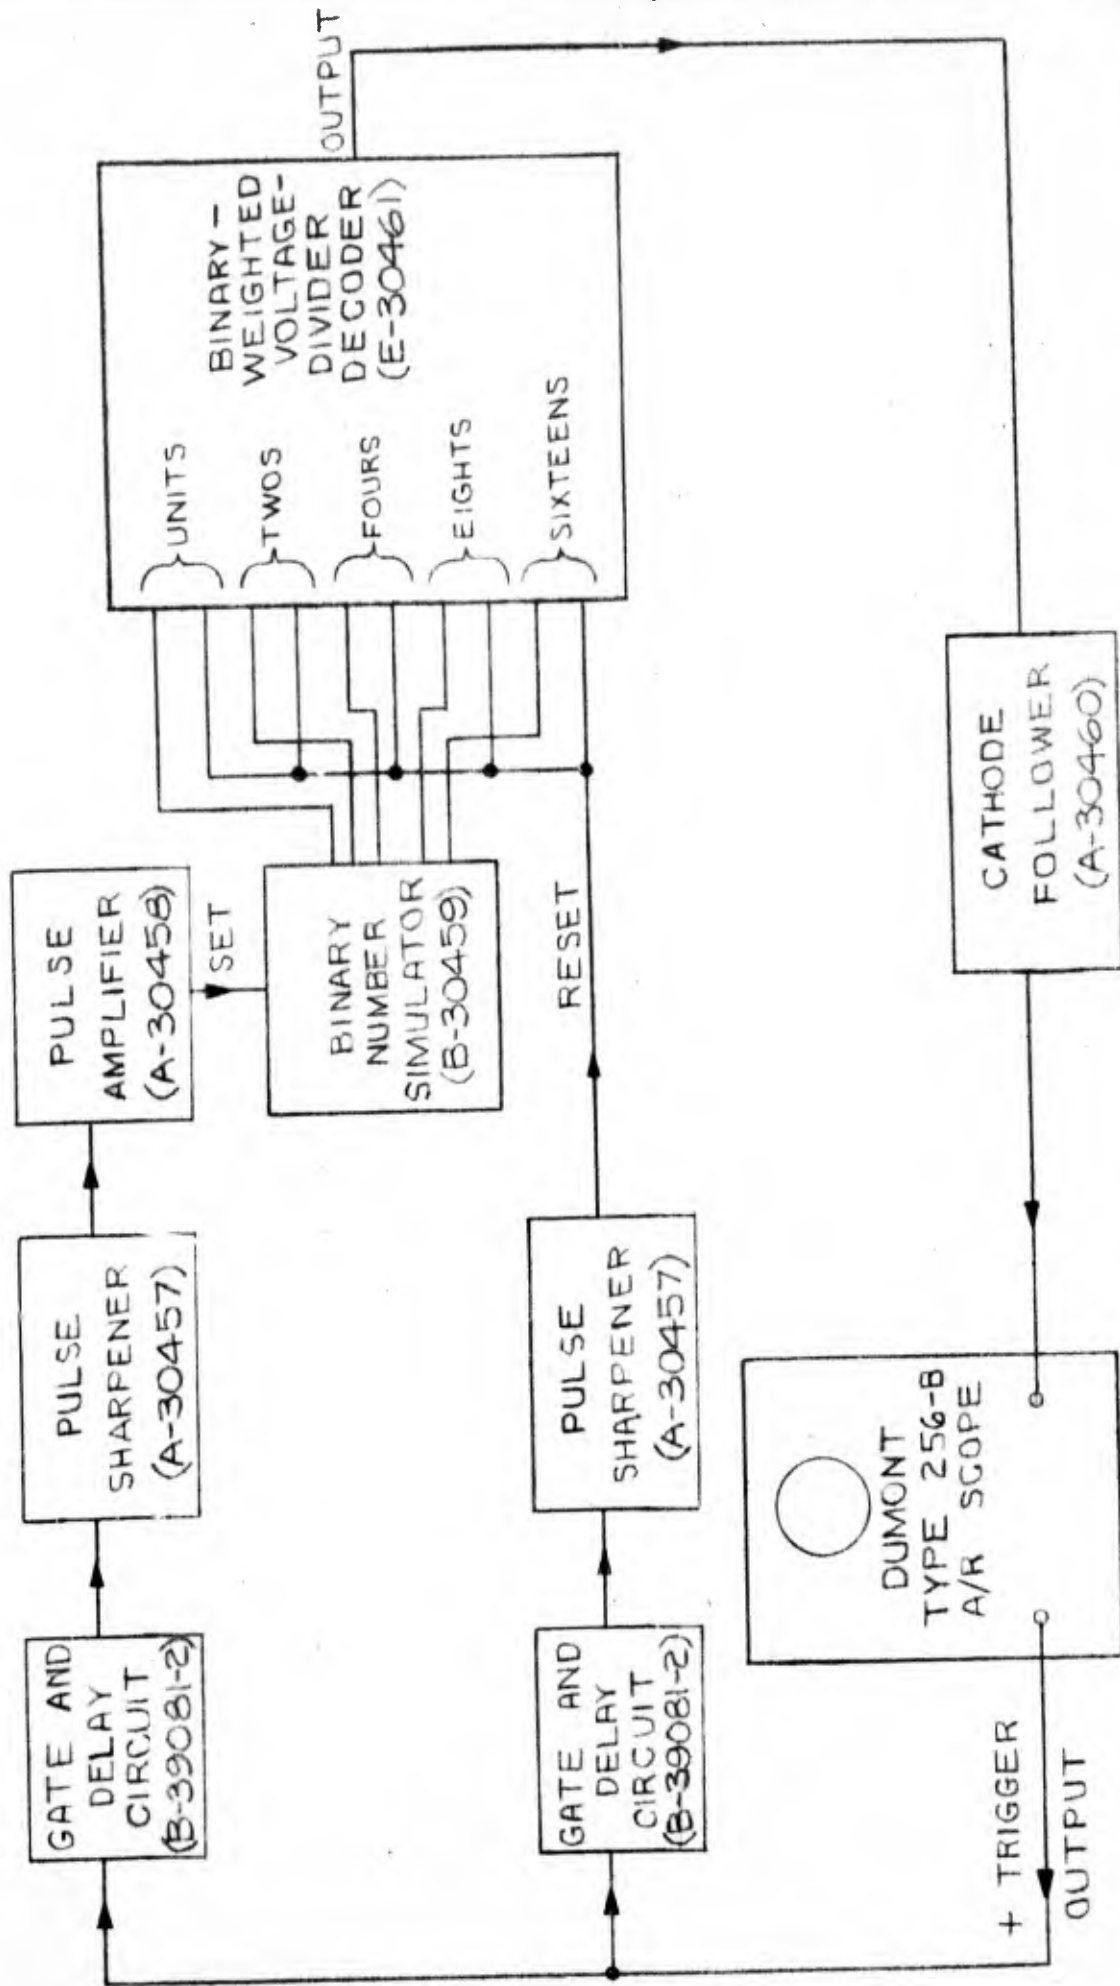 GATE AND
DELAY
CIRCUIT
(B-39081-2)
PULSE
SHARPENER
(A-30457)
PULSE
AMPLIFIER
(A-30458)
SET
BINARY
NUMBER
SIMULATOR
(B-30459)
UNITS
TWOS
FOURS
EIGHTS
SIXTEENS
BINARY-
WEIGHTED
VOLTAGE-
DIVIDER
DECODER
(E-30461)
OUTPUT
GATE AND
DELAY
CIRCUIT
(B-39081-2)
PULSE
SHARPENER
(A-30457)
RESET
+ TRIGGER
OUTPUT
DUMONT
TYPE 256-B
A/R SCOPE
CATHODE
FOLLOWER
(A-30460)